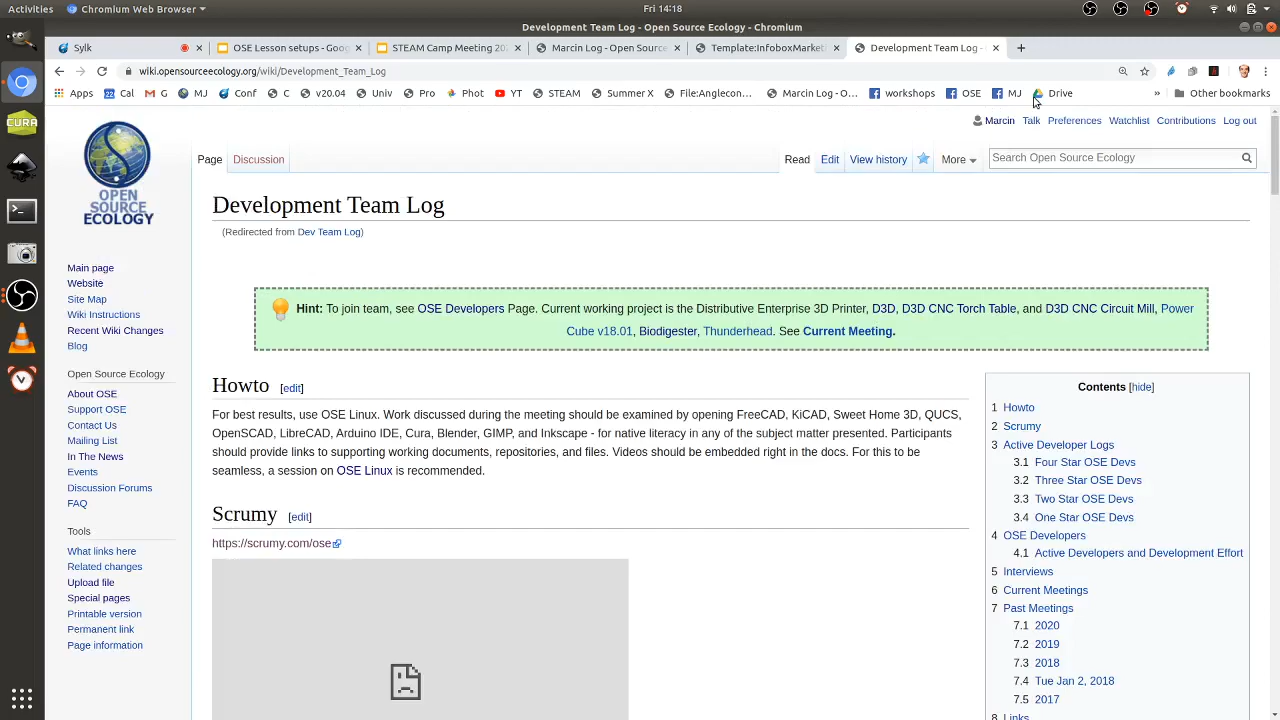 Activities Chromium Web Browser Fri 14:18
Development Team Log - Open Source Ecology - Chromium
Sylk OSE Lesson setups - Goog STEAM Camp Meeting 202 Marcin Log - Open Source Template:InfoboxMarket Development Team Log -
wiki.opensourceecology.org/wiki/Development_Team_Log
Apps Cal M G MJ Conf C v20.04 Univ Pro Phot YT STEAM Summer X File:Anglecon... Marcin Log - O... workshops OSE MJ Drive » Other bookmarks
Marcin Talk Preferences Watchlist Contributions Log out
Page Discussion Read Edit View history More Search Open Source Ecology
OPEN
SOURCE
ECOLOGY
Development Team Log
(Redirected from Dev Team Log)
Hint: To join team, see OSE Developers Page. Current working project is the Distributive Enterprise 3D Printer, D3D, D3D CNC Torch Table, and D3D CNC Circuit Mill, Power
Cube v18.01, Biodigester, Thunderhead. See Current Meeting.
Main page
Website
Site Map
Wiki Instructions
Recent Wiki Changes
Blog
Open Source Ecology
About OSE
Support OSE
Contact Us
Mailing List
In The News
Events
Discussion Forums
FAQ
Tools
What links here
Related changes
Upload file
Special pages
Printable version
Permanent link
Page information
Howto [edit]
For best results, use OSE Linux. Work discussed during the meeting should be examined by opening FreeCAD, KiCAD, Sweet Home 3D, QUCS,
OpenSCAD, LibreCAD, Arduino IDE, Cura, Blender, GIMP, and Inkscape - for native literacy in any of the subject matter presented. Participants
should provide links to supporting working documents, repositories, and files. Videos should be embedded right in the docs. For this to be
seamless, a session on OSE Linux is recommended.
Scrumy [edit]
https://scrumy.com/ose
Contents [hide]
1 Howto
2 Scrumy
3 Active Developer Logs
3.1 Four Star OSE Devs
3.2 Three Star OSE Devs
3.3 Two Star OSE Devs
3.4 One Star OSE Devs
4 OSE Developers
4.1 Active Developers and Development Effort
5 Interviews
6 Current Meetings
7 Past Meetings
7.1 2020
7.2 2019
7.3 2018
7.4 Tue Jan 2, 2018
7.5 2017
8 Links
CURA